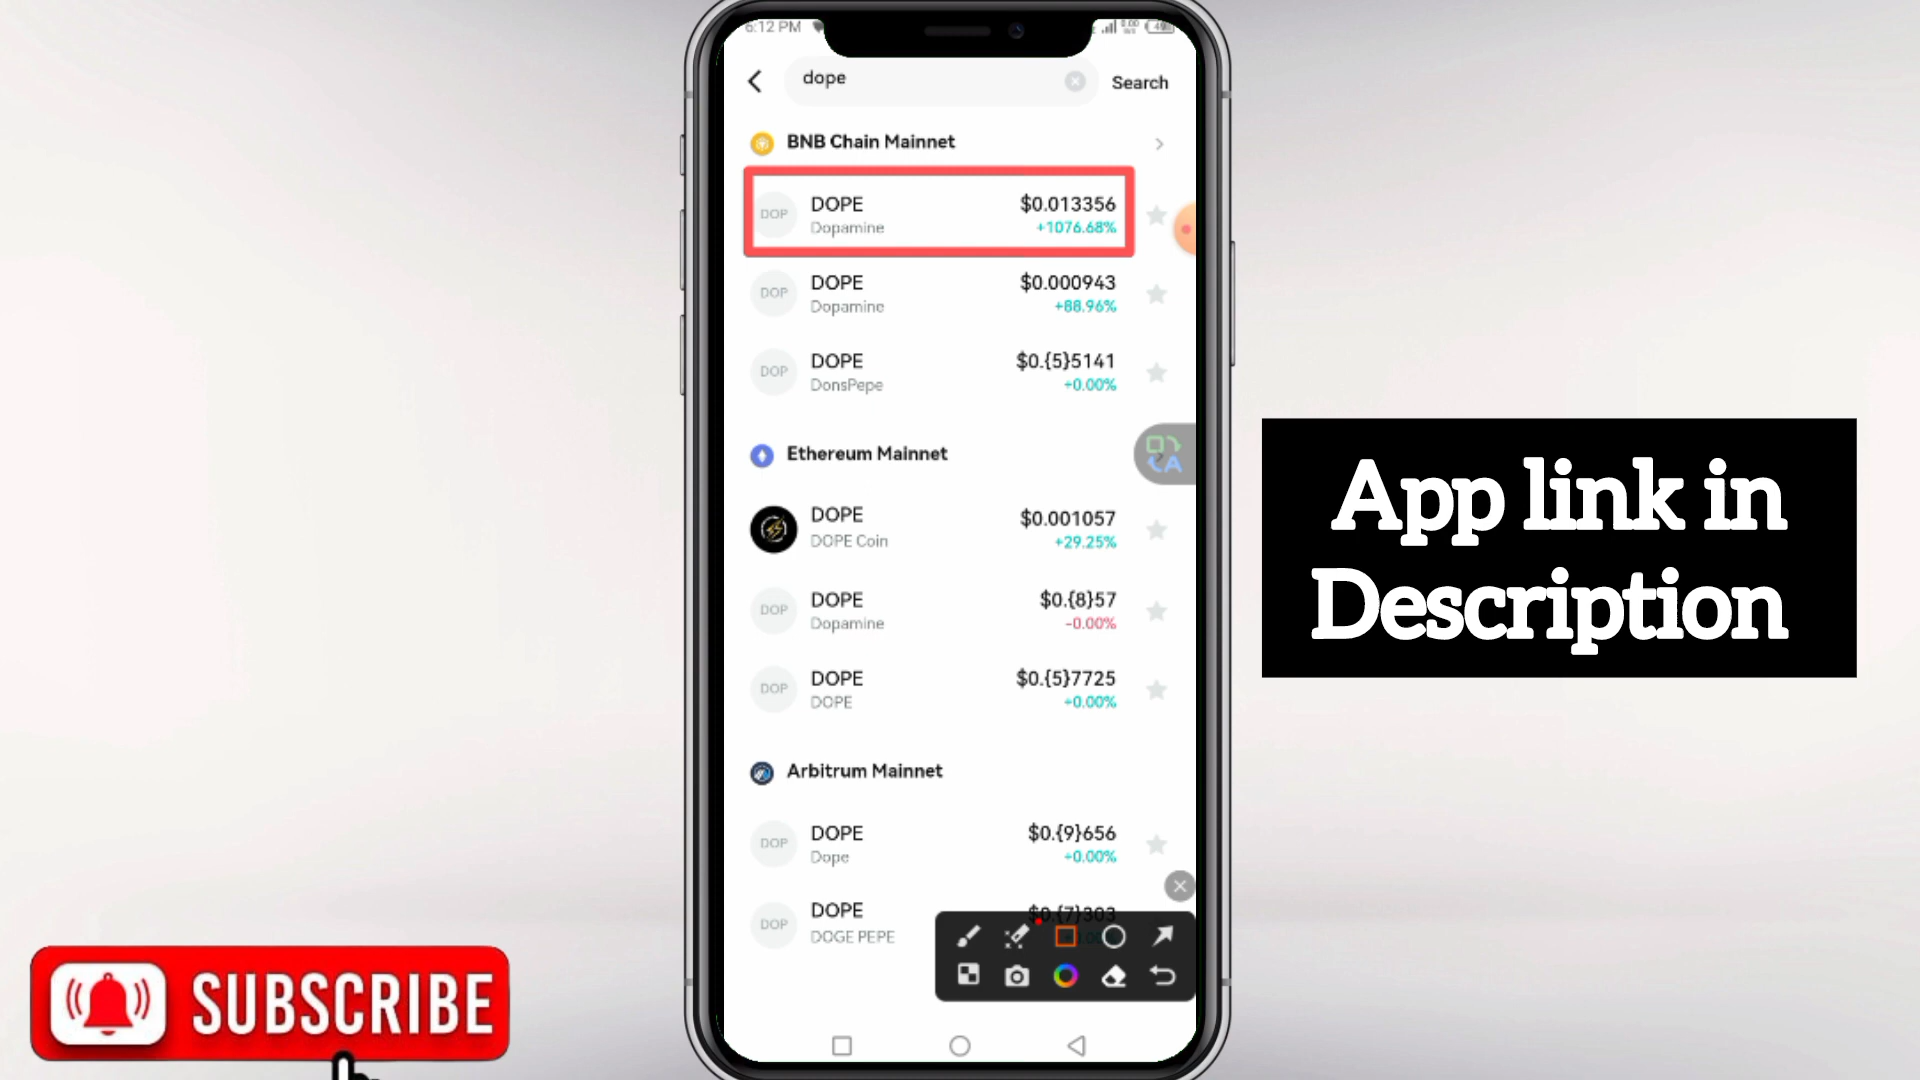 6:12 PM
dope
Search
BNB Chain Mainnet
DOP
DOPE
$0.013356
Dopamine
+1076.68%
DOP
DOPE
$0.000943
Dopamine
+88.96%
DOP
DOPE
$0.{5}5141
DonsPepe
+0.00%
Ethereum Mainnet
DOPE
$0.001057
DOPE Coin
+29.25%
DOP
DOPE
$0.{8}57
Dopamine
-0.00%
DOP
DOPE
$0.{5}7725
DOPE
+0.00%
Arbitrum Mainnet
DOP
DOPE
$0.{9}656
Dope
+0.00%
DOP
DOPE
$0.{7}303
DOGE PEPE
App link in
Description
SUBSCRIBE